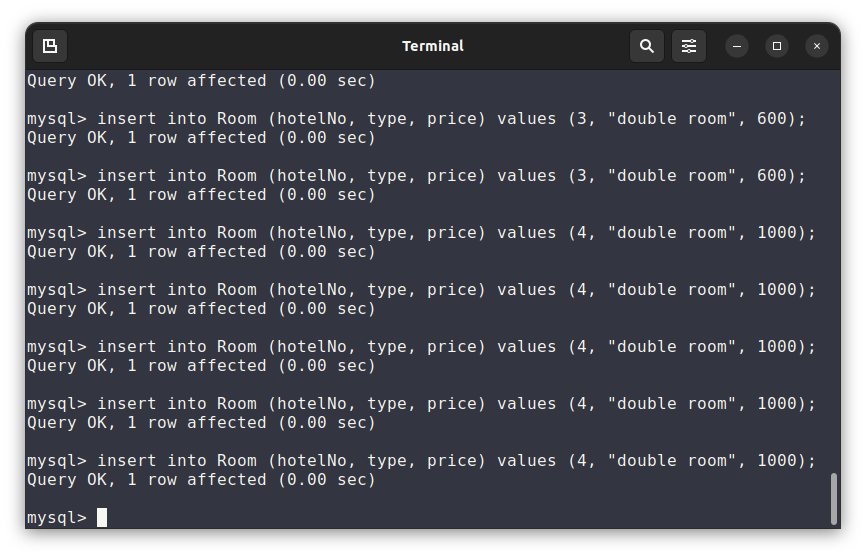 Terminal
Query OK, 1 row affected (0.00 sec)
mysql> insert into Room (hotelNo, type, price) values (3, "double room", 600);
Query OK, 1 row affected (0.00 sec)
mysql> insert into Room (hotelNo, type, price) values (3, "double room", 600);
Query OK, 1 row affected (0.00 sec)
mysql> insert into Room (hotelNo, type, price) values (4, "double room", 1000);
Query OK, 1 row affected (0.00 sec)
mysql> insert into Room (hotelNo, type, price) values (4, "double room", 1000);
Query OK, 1 row affected (0.00 sec)
mysql> insert into Room (hotelNo, type, price) values (4, "double room", 1000);
Query OK, 1 row affected (0.00 sec)
mysql> insert into Room (hotelNo, type, price) values (4, "double room", 1000);
Query OK, 1 row affected (0.00 sec)
mysql> insert into Room (hotelNo, type, price) values (4, "double room", 1000);
Query OK, 1 row affected (0.00 sec)
mysql>